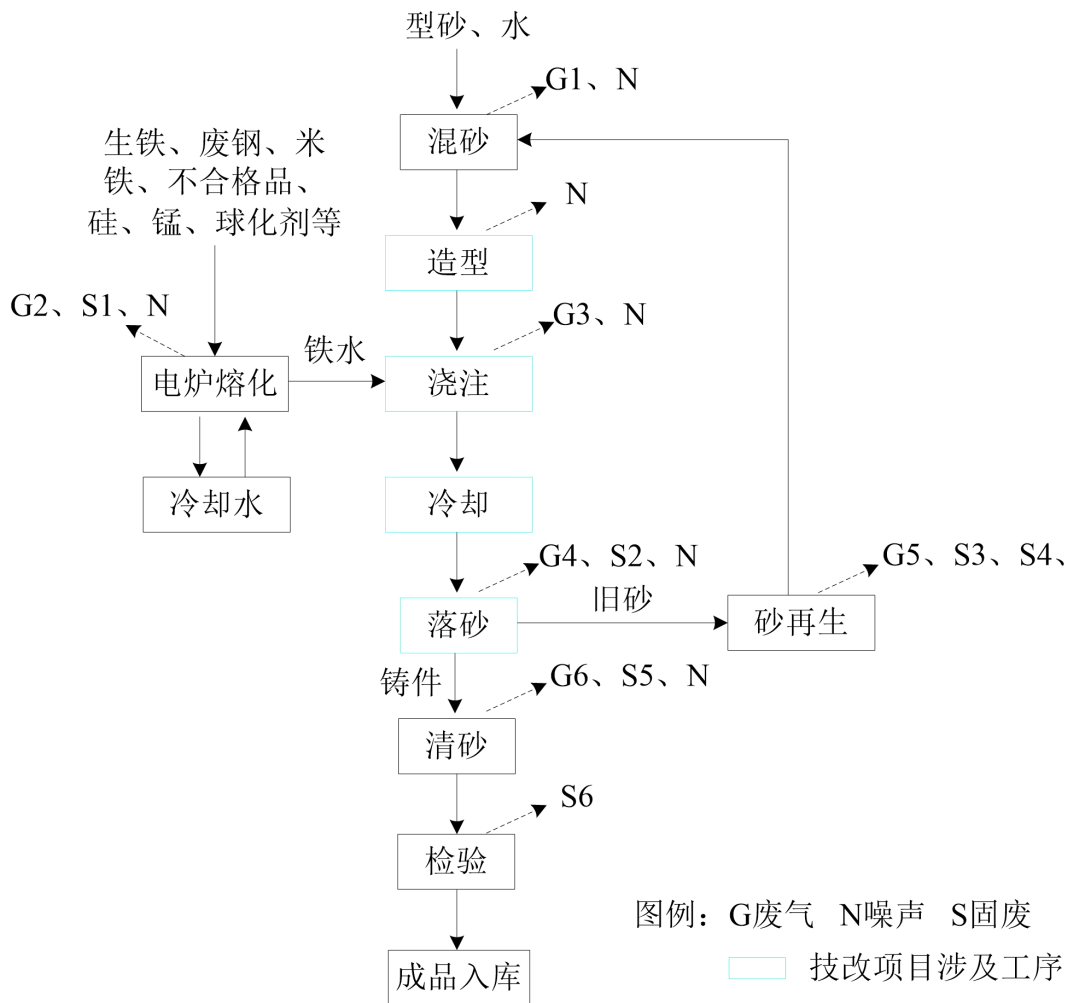 型砂、水
G1、N
混砂
生铁、废钢、米
铁、不合格品、
硅、锰、球化剂等
N
造型
G2、S1、N
G3、N
铁水
电炉熔化
浇注
冷却水
冷却
G4、S2、N
G5、S3、S4、
旧砂
落砂
砂再生
铸件
G6、S5、N
清砂
S6
检验
图例：G废气 N噪声 S固废
成品入库
技改项目涉及工序